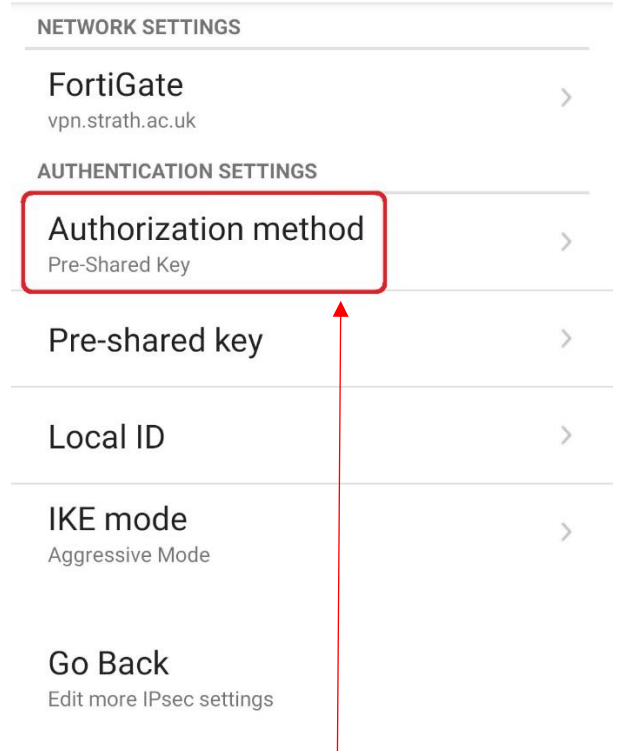 NETWORK SETTINGS
FortiGate
vpn.strath.ac.uk
AUTHENTICATION SETTINGS
Authorization method
Pre-Shared Key
Pre-shared key
Local ID
IKE mode
Aggressive Mode
Go Back
Edit more IPsec settings